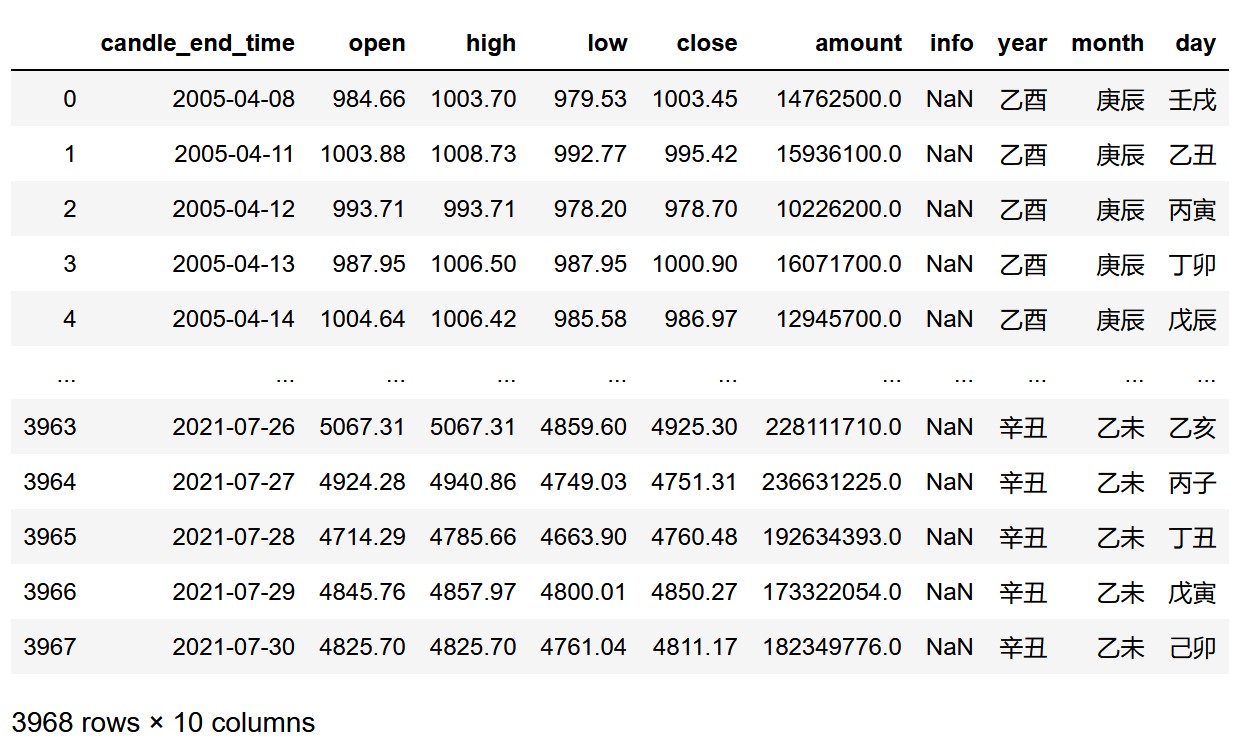 candle_end_time open high low close amount info year month day
0 2005-04-08 984.66 1003.70 979.53 1003.45 14762500.0 NaN 乙酉 庚辰 壬戌
1 2005-04-11 1003.88 1008.73 992.77 995.42 15936100.0 NaN 乙酉 庚辰 乙丑
2 2005-04-12 993.71 993.71 978.20 978.70 10226200.0 NaN 乙酉 庚辰 丙寅
3 2005-04-13 987.95 1006.50 987.95 1000.90 16071700.0 NaN 乙酉 庚辰 丁卯
4 2005-04-14 1004.64 1006.42 985.58 986.97 12945700.0 NaN 乙酉 庚辰 戊辰
... ... ... ... ... ... ... ... ... ... ...
3963 2021-07-26 5067.31 5067.31 4859.60 4925.30 228111710.0 NaN 辛丑 乙未 乙亥
3964 2021-07-27 4924.28 4940.86 4749.03 4751.31 236631225.0 NaN 辛丑 乙未 丙子
3965 2021-07-28 4714.29 4785.66 4663.90 4760.48 192634393.0 NaN 辛丑 乙未 丁丑
3966 2021-07-29 4845.76 4857.97 4800.01 4850.27 173322054.0 NaN 辛丑 乙未 戊寅
3967 2021-07-30 4825.70 4825.70 4761.04 4811.17 182349776.0 NaN 辛丑 乙未 己卯
3968 rows × 10 columns